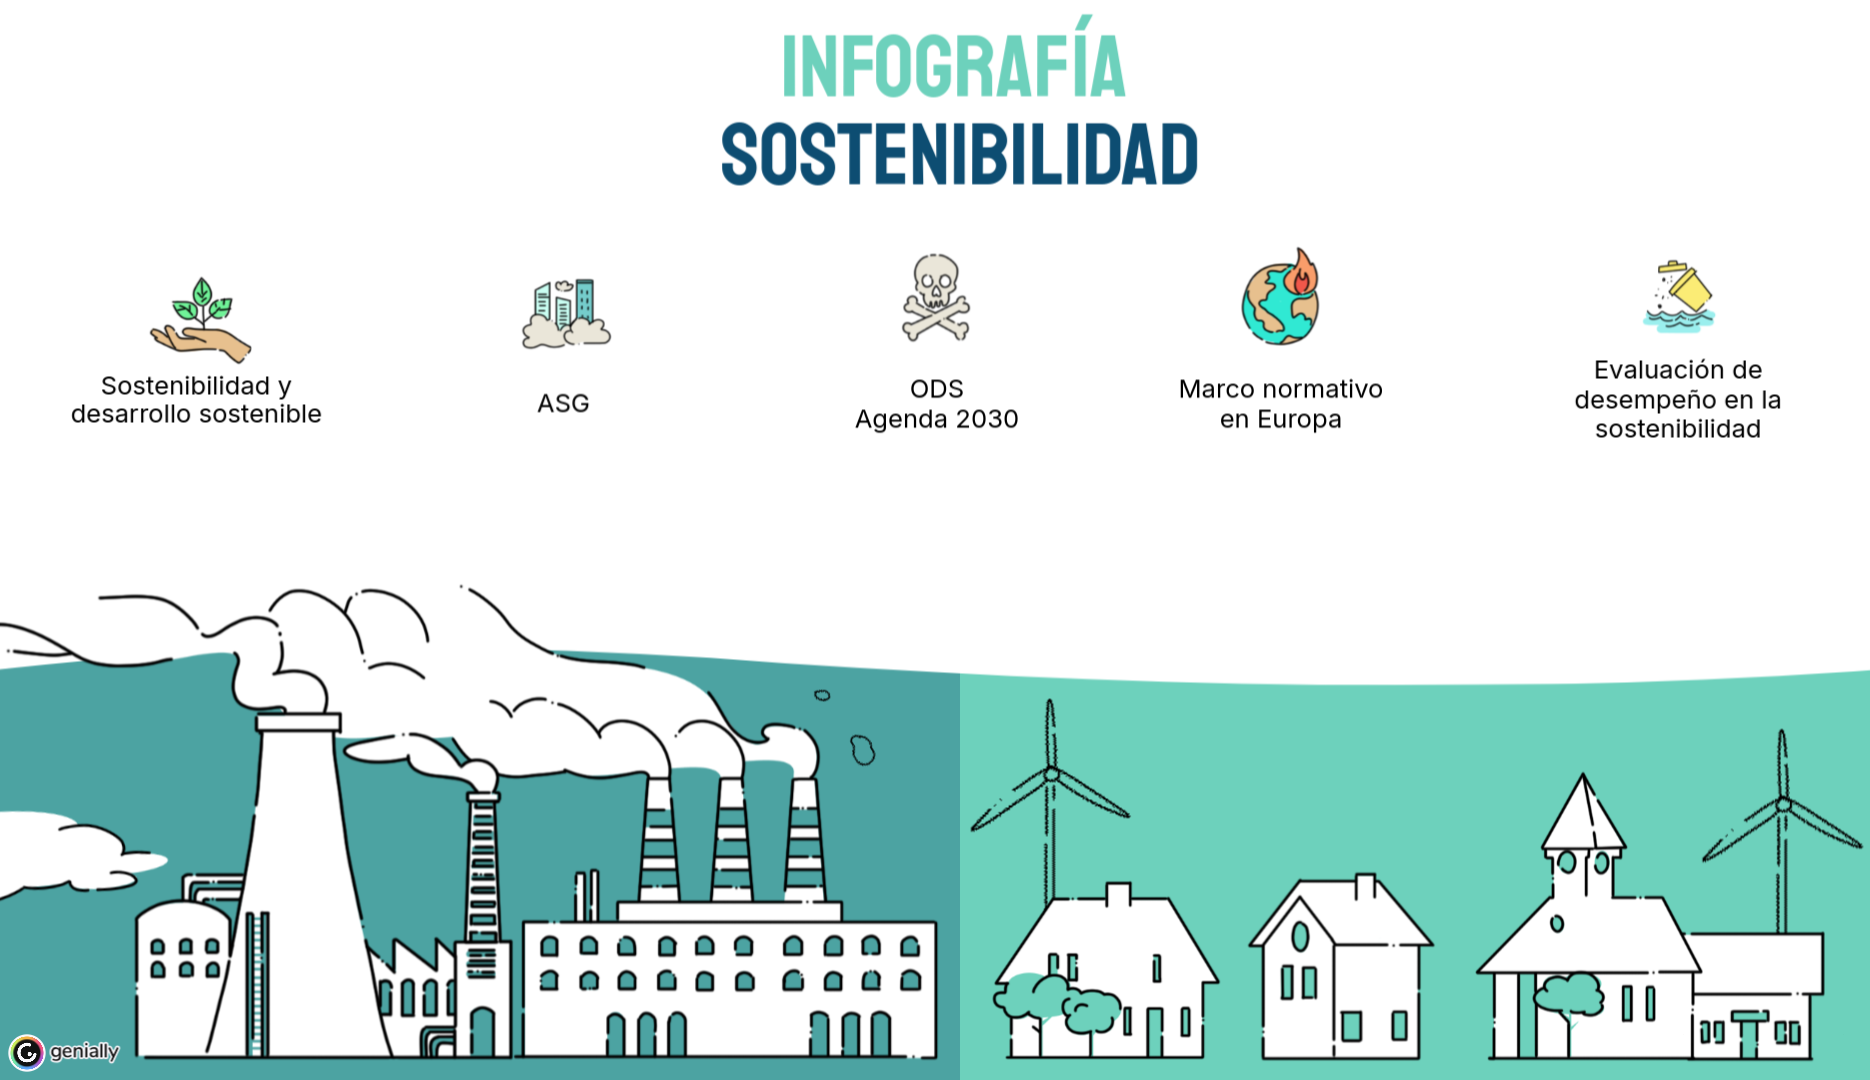 INFOGRAFÍA
SOSTENIBILIDAD
Sostenibilidad y
desarrollo sostenible
ASG
ODS
Agenda 2030
Marco normativo
en Europa
Evaluación de
desempeño en la
sostenibilidad
genially